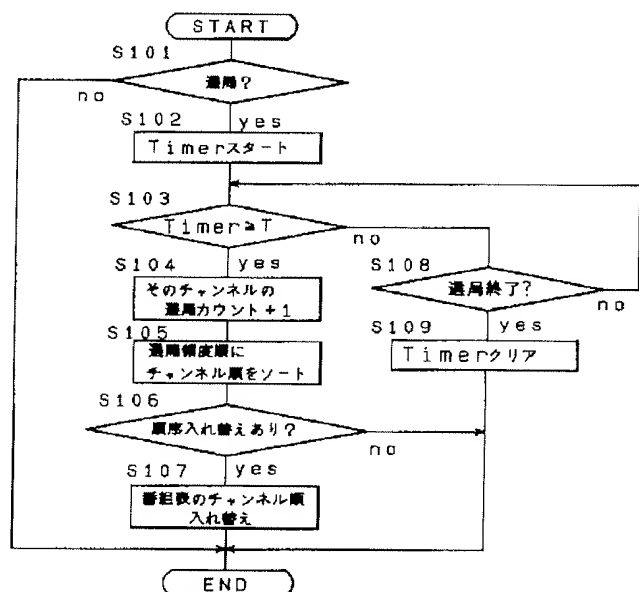 START
S101
選局?
no
S102
yes
Timerスタート
S103
Timer≧T
no
S104
yes
S108
そのチャンネルの
選局カウント+1
選局終了?
no
S105
S109
yes
選局頻度順に
チャンネル順をソート
Timerクリア
S106
順序入れ替えあり?
no
S107
yes
番組表のチャンネル順
入れ替え
END